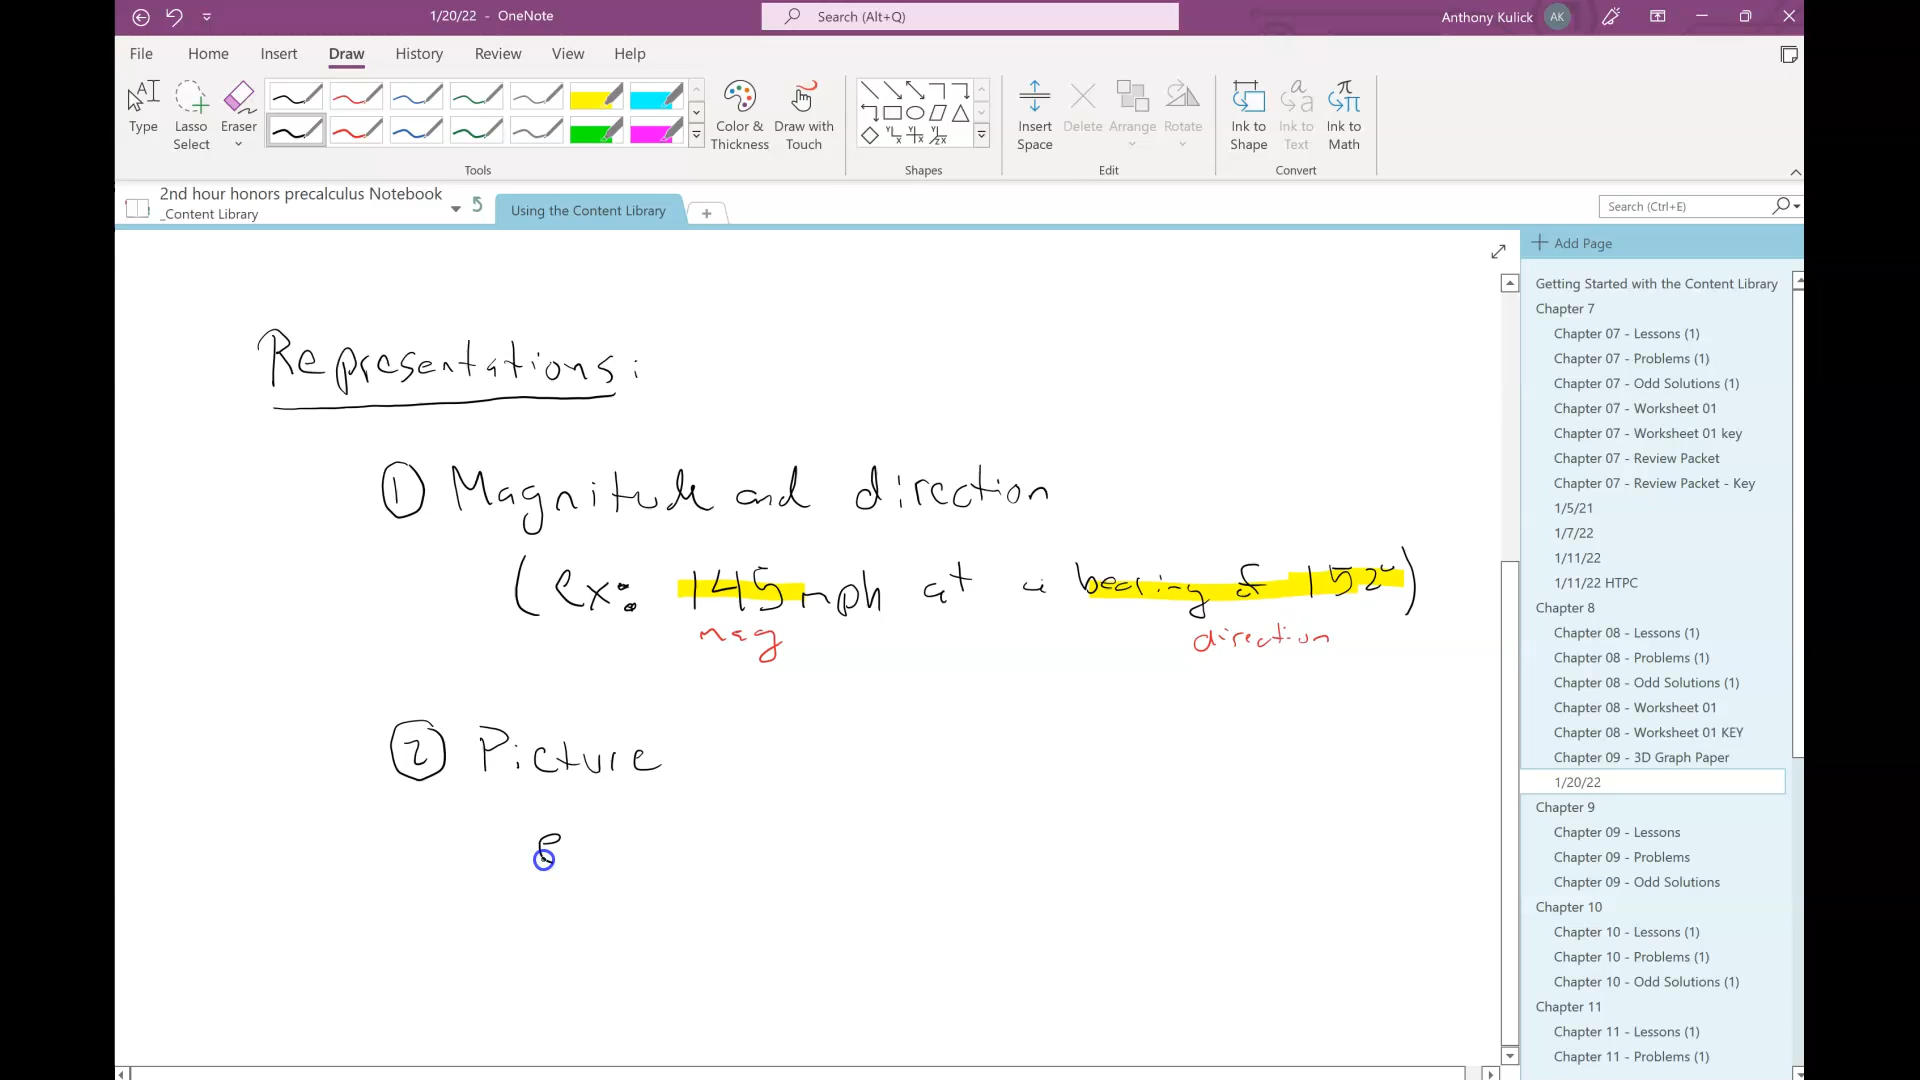 1/20/22 - OneNote
Search (Alt+Q)
Anthony Kulick AK
File Home Insert Draw History Review View Help
Type
Lasso Select
Eraser
Color & Thickness
Draw with Touch
Insert Space
Delete
Arrange
Rotate
Ink to Shape
Ink to Text
Ink to Math
Tools Shapes Edit Convert
2nd hour honors precalculus Notebook
_Content Library
Using the Content Library
Search (Ctrl+E)
Add Page
Representations:
① Magnitude and direction
(ex: 145mph at a bearing of 152°)
mag direction
② Picture
Getting Started with the Content Library
Chapter 7
Chapter 07 - Lessons (1)
Chapter 07 - Problems (1)
Chapter 07 - Odd Solutions (1)
Chapter 07 - Worksheet 01
Chapter 07 - Worksheet 01 key
Chapter 07 - Review Packet
Chapter 07 - Review Packet - Key
1/5/21
1/7/22
1/11/22
1/11/22 HTPC
Chapter 8
Chapter 08 - Lessons (1)
Chapter 08 - Problems (1)
Chapter 08 - Odd Solutions (1)
Chapter 08 - Worksheet 01
Chapter 08 - Worksheet 01 KEY
Chapter 09 - 3D Graph Paper
1/20/22
Chapter 9
Chapter 09 - Lessons
Chapter 09 - Problems
Chapter 09 - Odd Solutions
Chapter 10
Chapter 10 - Lessons (1)
Chapter 10 - Problems (1)
Chapter 10 - Odd Solutions (1)
Chapter 11
Chapter 11 - Lessons (1)
Chapter 11 - Problems (1)